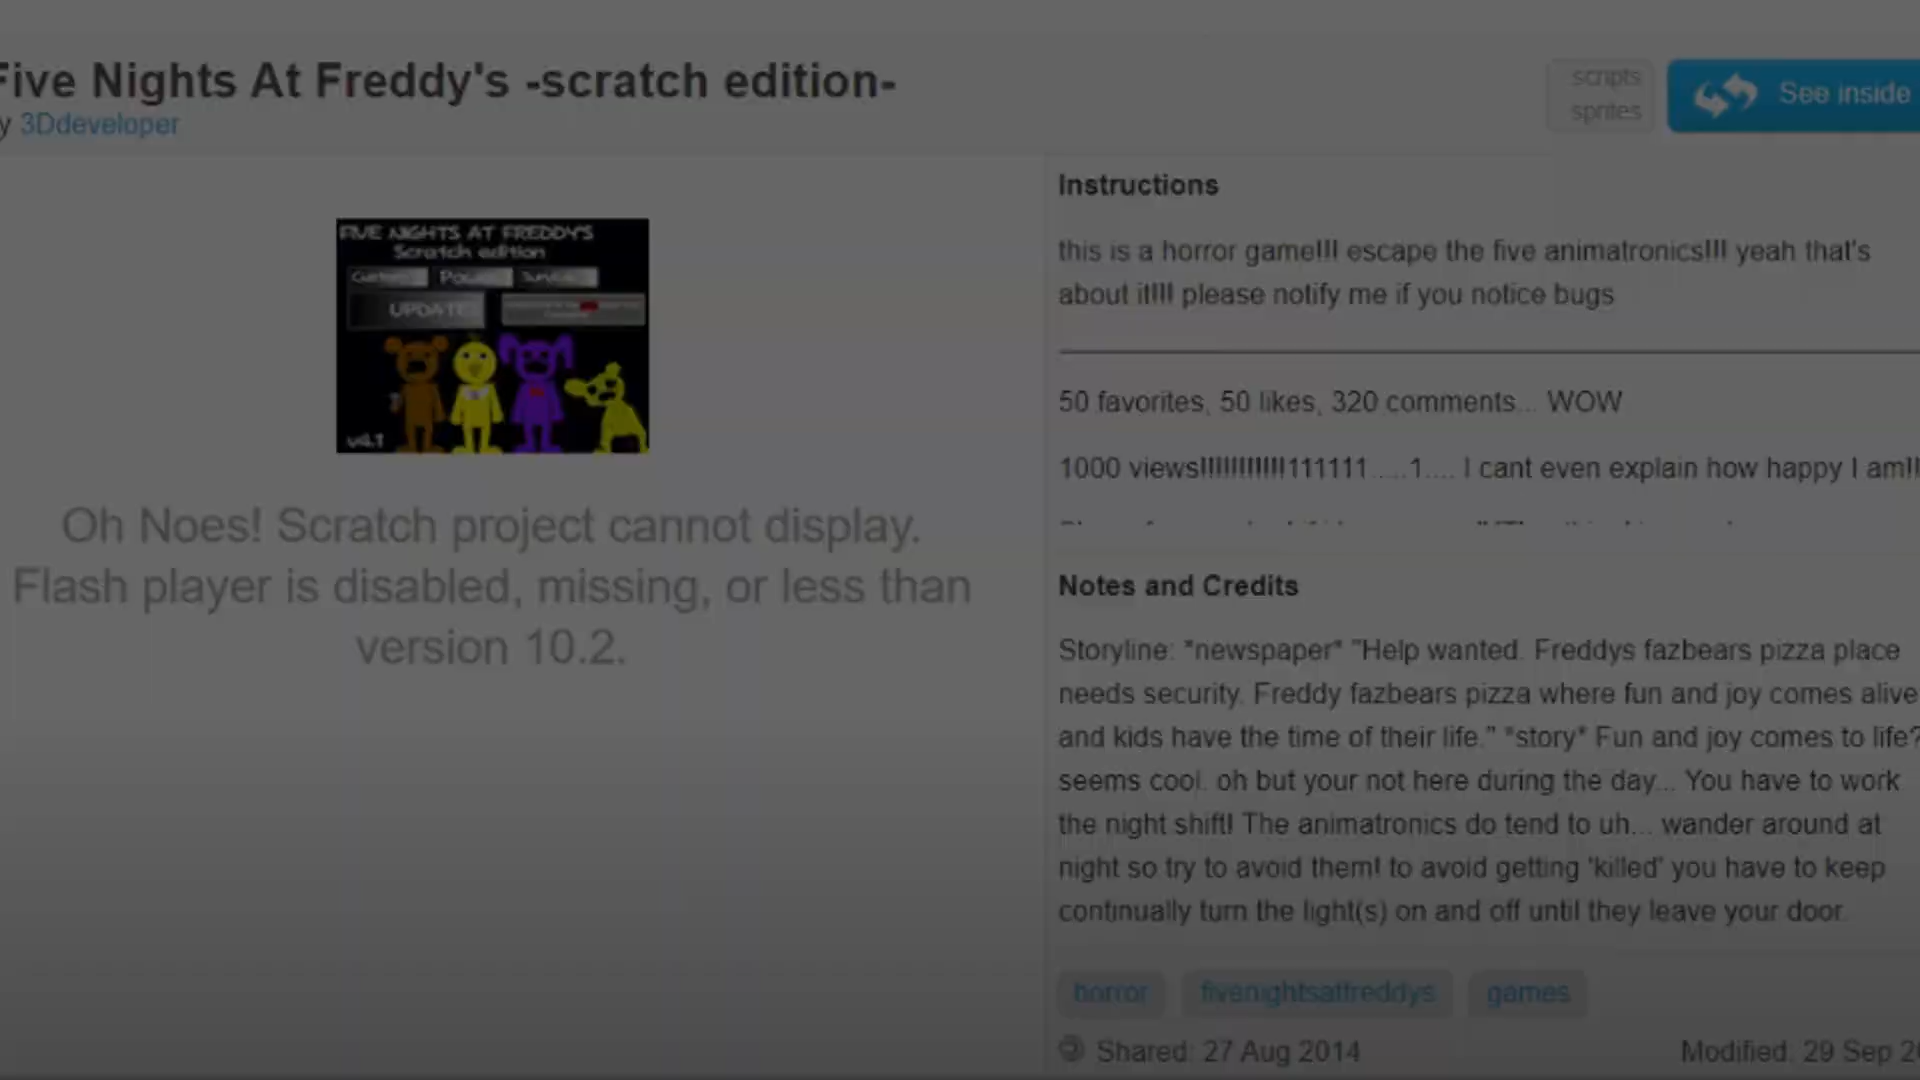 Five Nights At Freddy's -scratch edition-
y 3Ddeveloper
scripts
sprites
See inside
Instructions
this is a horror game!!! escape the five animatronics!!! yeah that's
about it!!! please notify me if you notice bugs
50 favorites, 50 likes, 320 comments... WOW
1000 views!!!!!!!!!!!!111111.....1.... I cant even explain how happy I am!!
FIVE NIGHTS AT FREDDY'S
Scratch edition
UPDATE
v4.1
Oh Noes! Scratch project cannot display.
Flash player is disabled, missing, or less than
version 10.2.
Notes and Credits
Storyline: *newspaper* "Help wanted. Freddys fazbears pizza place
needs security. Freddy fazbears pizza where fun and joy comes alive
and kids have the time of their life." *story* Fun and joy comes to life?
seems cool. oh but your not here during the day... You have to work
the night shift! The animatronics do tend to uh... wander around at
night so try to avoid them! to avoid getting 'killed' you have to keep
continually turn the light(s) on and off until they leave your door.
horror
fivenightsatfreddys
games
Shared: 27 Aug 2014
Modified: 29 Sep 20